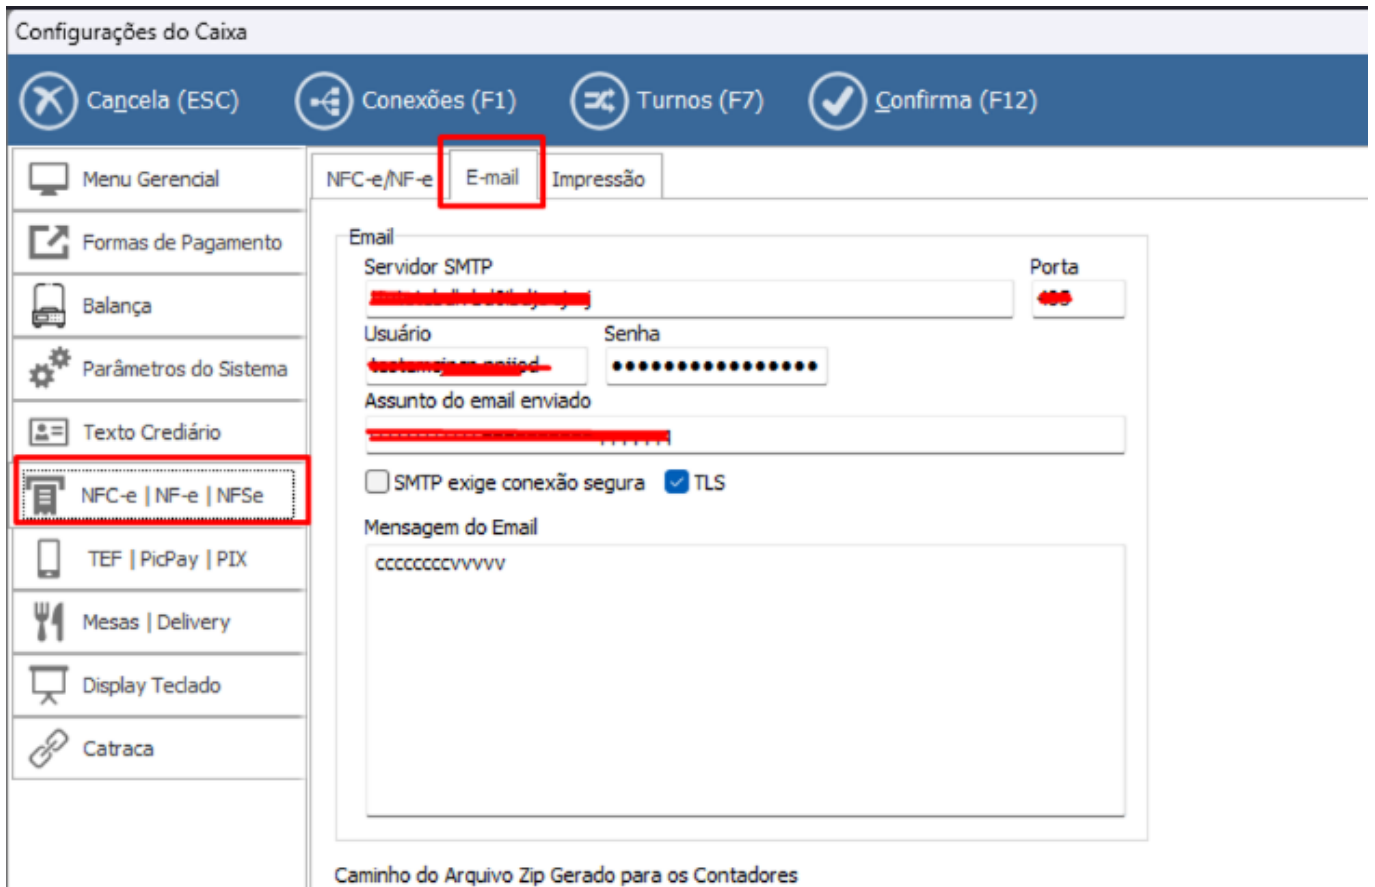 Configurações do Caixa
Cancela (ESC) Conexões (F1) Turnos (F7) Confirma (F12)
Menu Gerencial
Formas de Pagamento
Balança
Parâmetros do Sistema
Texto Crediário
NFC-e | NF-e | NFSe
TEF | PicPay | PIX
Mesas | Delivery
Display Teclado
Catraca
NFC-e/NF-e E-mail Impressão
Email
Servidor SMTP Porta
Usuário Senha
Assunto do email enviado
SMTP exige conexão segura TLS
Mensagem do Email
ccccccccvvvvv
Caminho do Arquivo Zip Gerado para os Contadores